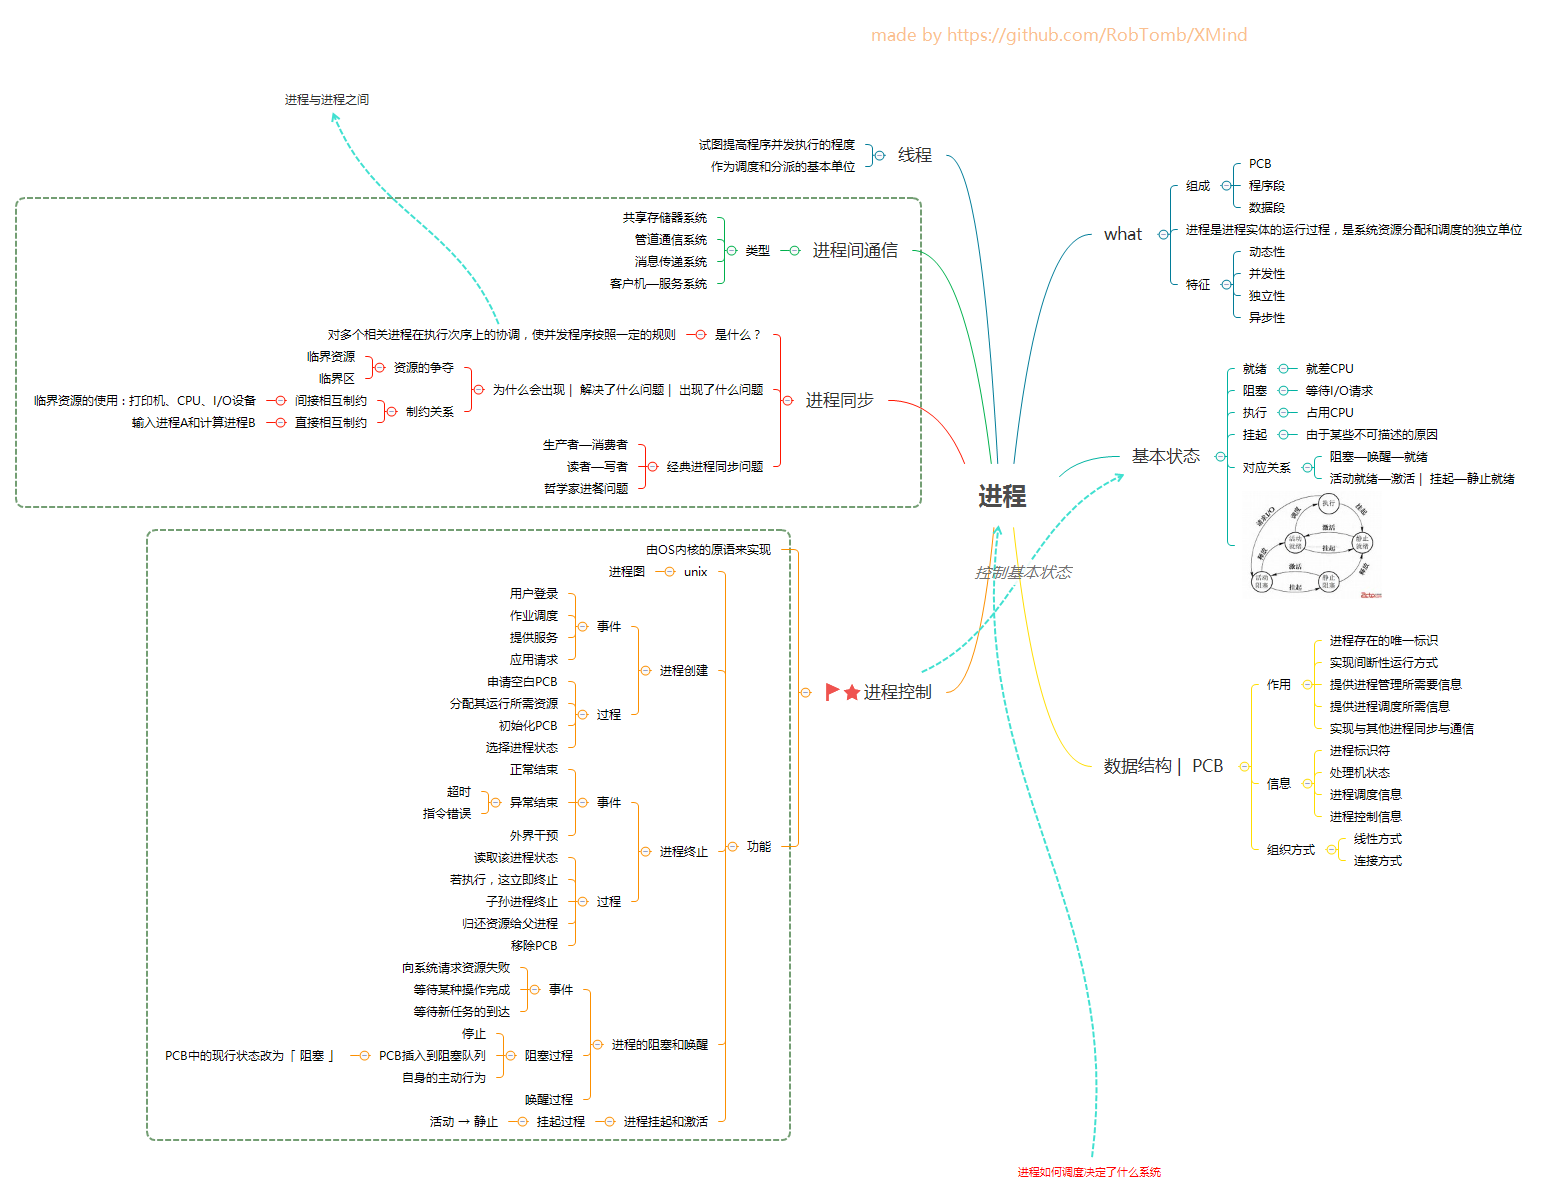 made by https://github.com/RobTomb/XMind
进程与进程之间
试图提高程序并发执行的程度
作为调度和分派的基本单位
线程
共享存储器系统
管道通信系统
消息传递系统
客户机—服务系统
类型
进程间通信
对多个相关进程在执行次序上的协调，使并发程序按照一定的规则
是什么？
临界资源
临界区
资源的争夺
临界资源的使用：打印机、CPU、I/O设备
间接相互制约
输入进程A和计算进程B
直接相互制约
制约关系
为什么会出现 | 解决了什么问题 | 出现了什么问题
生产者—消费者
读者—写者
哲学家进餐问题
经典进程同步问题
进程同步
进程
what
组成
PCB
程序段
数据段
进程是进程实体的运行过程，是系统资源分配和调度的独立单位
特征
动态性
并发性
独立性
异步性
基本状态
就绪
就差CPU
阻塞
等待I/O请求
执行
占用CPU
挂起
由于某些不可描述的原因
对应关系
阻塞—唤醒—就绪
活动就绪—激活 | 挂起—静止就绪
执行
请求I/O
调度
挂起
激活
活动
就绪
静止
就绪
挂起
释放
激活
释放
活动
阻塞
静止
阻塞
挂起
控制基本状态
数据结构 | PCB
作用
进程存在的唯一标识
实现间断性运行方式
提供进程管理所需要信息
提供进程调度所需信息
实现与其他进程同步与通信
信息
进程标识符
处理机状态
进程调度信息
进程控制信息
组织方式
线性方式
连接方式
进程控制
由OS内核的原语来实现
进程图
unix
功能
用户登录
作业调度
提供服务
应用请求
事件
进程创建
申请空白PCB
分配其运行所需资源
初始化PCB
选择进程状态
过程
正常结束
超时
指令错误
异常结束
外界干预
事件
进程终止
读取该进程状态
若执行，这立即终止
子孙进程终止
归还资源给父进程
移除PCB
过程
向系统请求资源失败
等待某种操作完成
等待新任务的到达
事件
进程的阻塞和唤醒
停止
PCB中的现行状态改为「 阻塞 」
PCB插入到阻塞队列
自身的主动行为
阻塞过程
唤醒过程
活动 → 静止
挂起过程
进程挂起和激活
进程如何调度决定了什么系统